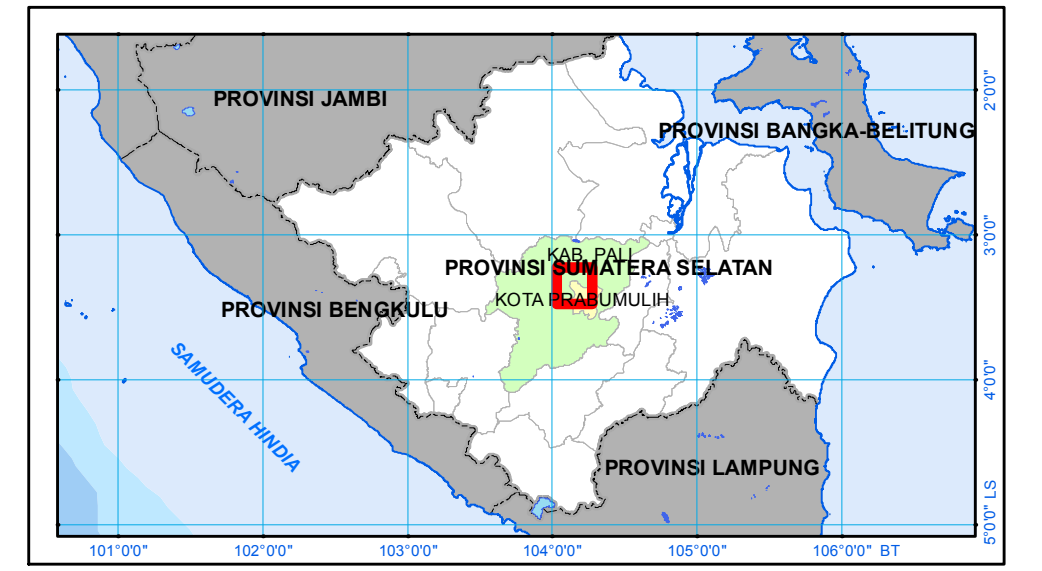 PROVINSI JAMBI
2°0'0"
PROVINSI BANGKA-BELITUNG
3°0'0"
KAB. PALI
PROVINSI SUMATERA SELATAN
KOTA PRABUMULIH
PROVINSI BENGKULU
SAMUDERA HINDIA
4°0'0"
PROVINSI LAMPUNG
5°0'0" LS
101°0'0"
102°0'0"
103°0'0"
104°0'0"
105°0'0"
106°0'0" BT